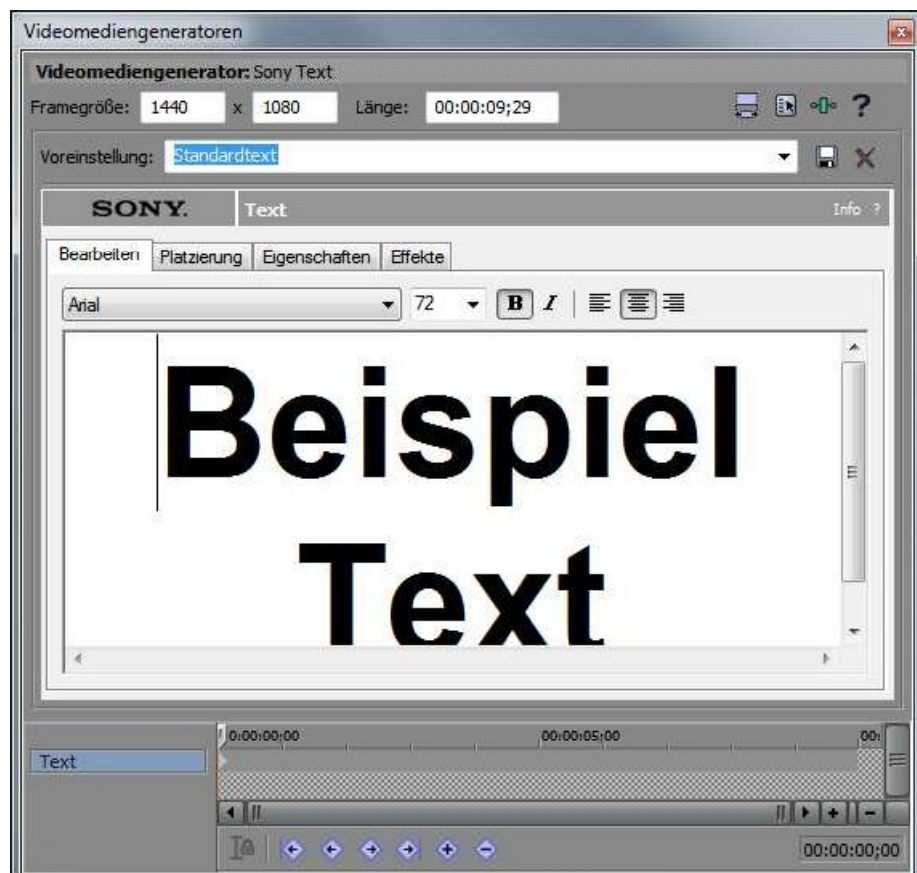 Videomediengeneratoren
Videomediengenerator: Sony Text
Framegröße: 1440 x 1080 Länge: 00:00:09;29 ?
Voreinstellung: Standardtext
SONY. Text Info ?
Bearbeiten Platzierung Eigenschaften Effekte
Arial 72 B I
Beispiel
Text
0:00:00;00 00:00:05;00 00:
Text
00:00:00;00